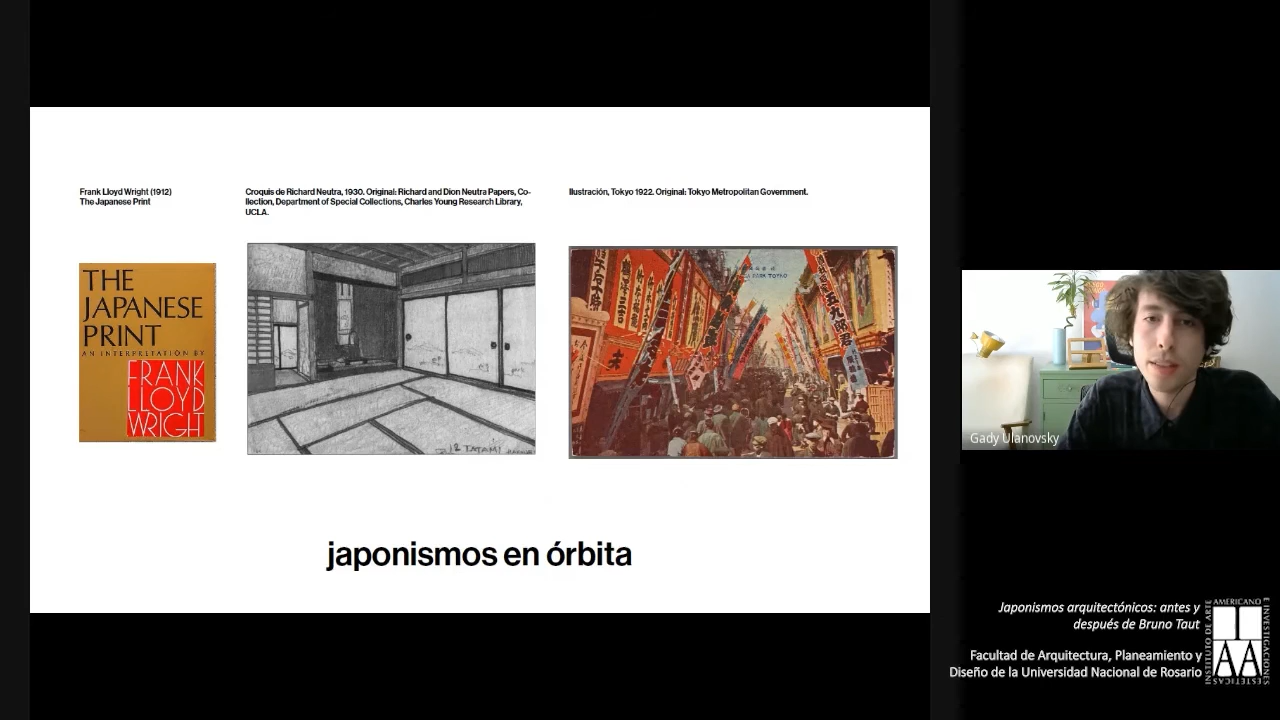 Frank Lloyd Wright (1912)
The Japanese Print
Croquis de Richard Neutra, 1930. Original: Richard and Dion Neutra Papers, Co-
llection, Department of Special Collections, Charles Young Research Library,
UCLA.
Ilustración, Tokyo 1922. Original: Tokyo Metropolitan Government.
THE
JAPANESE
PRINT
AN INTERPRETATION BY
FRANK
LLOYD
WRIGHT
12 TATAMI
五九郎
japonismos en órbita
Gady Ulanovsky
Japonismos arquitectónicos: antes y
después de Bruno Taut
Facultad de Arquitectura, Planeamiento y
Diseño de la Universidad Nacional de Rosario
INSTITUTO DE ARTE
AMERICANO
E INVESTIGACIONES
ESTÉTICAS
IAA